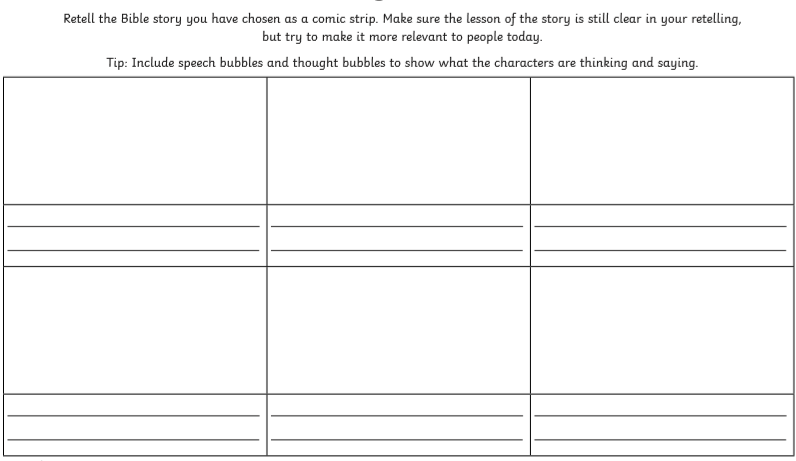 Retell the Bible story you have chosen as a comic strip. Make sure the lesson of the story is still clear in your retelling,
but try to make it more relevant to people today.
Tip: Include speech bubbles and thought bubbles to show what the characters are thinking and saying.